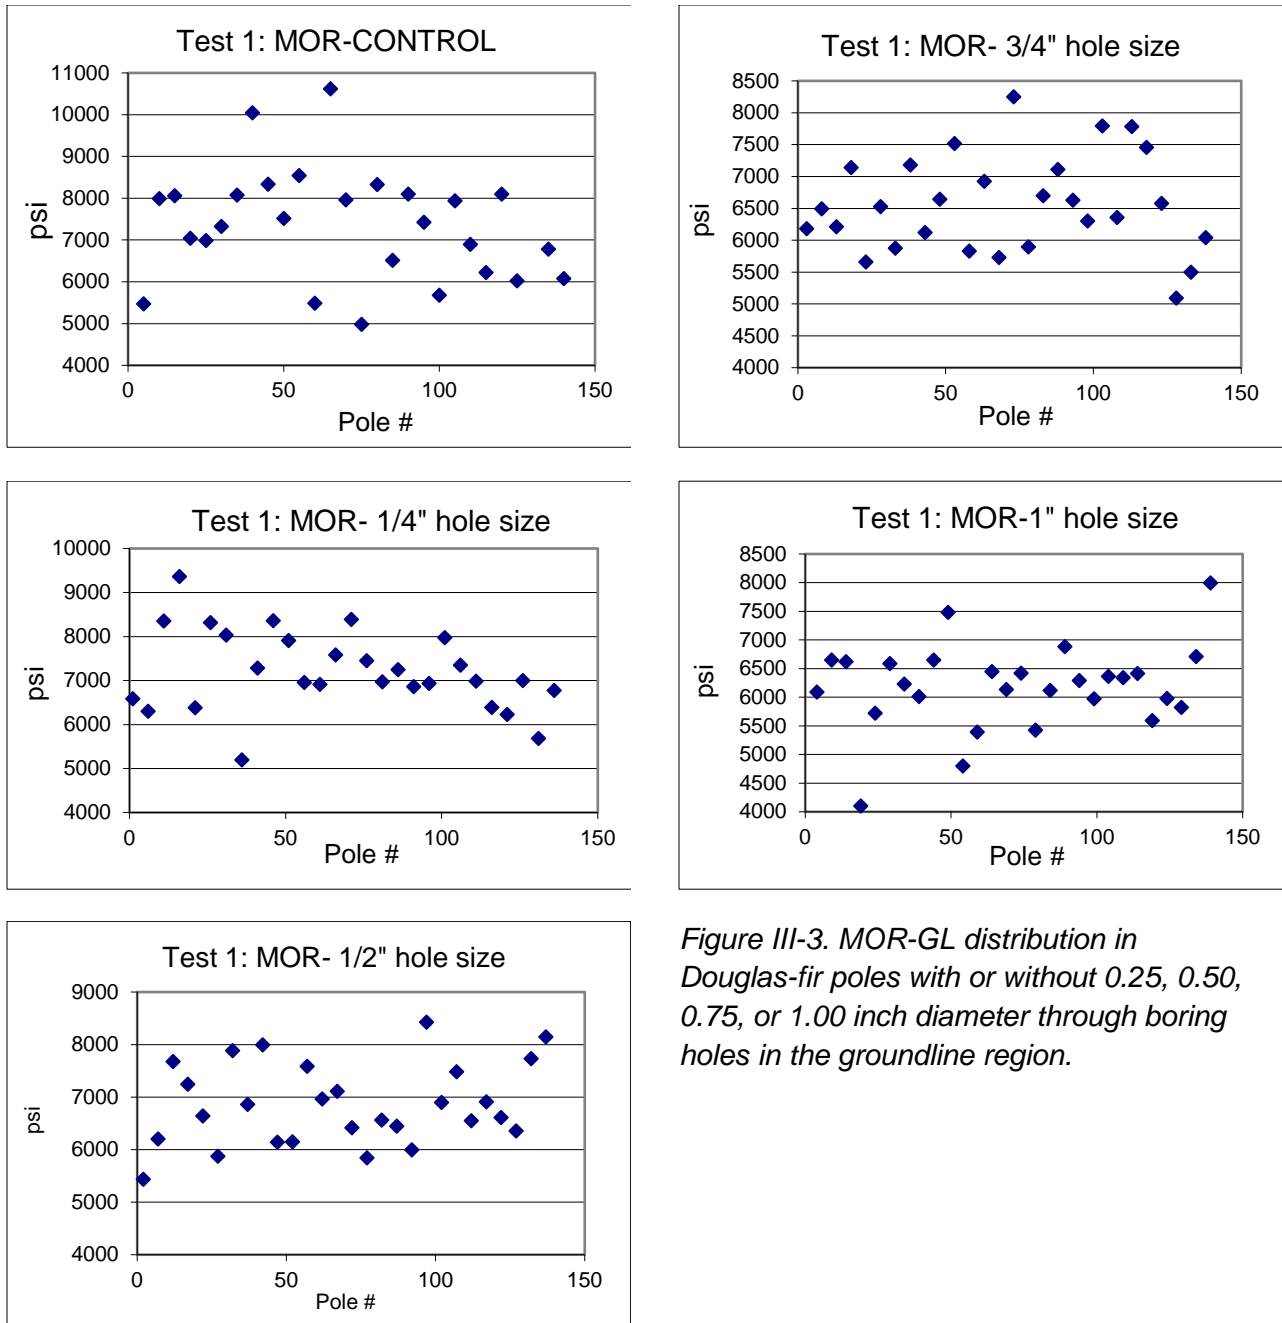 Test 1: MOR-CONTROL
11000
10000
9000
8000
7000
6000
5000
4000
psi
0 50 100 150
Pole #
Test 1: MOR- 3/4" hole size
8500
8000
7500
7000
6500
6000
5500
5000
4500
4000
psi
0 50 100 150
Pole #
Test 1: MOR- 1/4" hole size
10000
9000
8000
7000
6000
5000
4000
psi
0 50 100 150
Pole #
Test 1: MOR-1" hole size
8500
8000
7500
7000
6500
6000
5500
5000
4500
4000
psi
0 50 100 150
Pole #
Test 1: MOR- 1/2" hole size
9000
8000
7000
6000
5000
4000
psi
0 50 100 150
Pole #
Figure III-3. MOR-GL distribution in
Douglas-fir poles with or without 0.25, 0.50,
0.75, or 1.00 inch diameter through boring
holes in the groundline region.